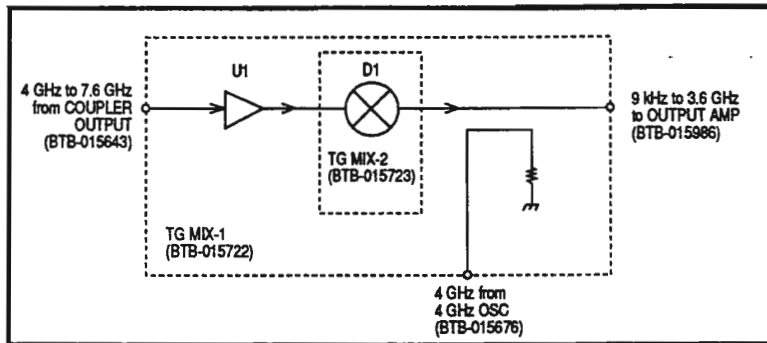 U1
D1
4 GHz to 7.6 GHz
from COUPLER
OUTPUT
(BTB-015643)
9 kHz to 3.6 GHz
to OUTPUT AMP
(BTB-015986)
TG MIX-2
(BTB-015723)
TG MIX-1
(BTB-015722)
4 GHz from
4 GHz OSC
(BTB-015676)